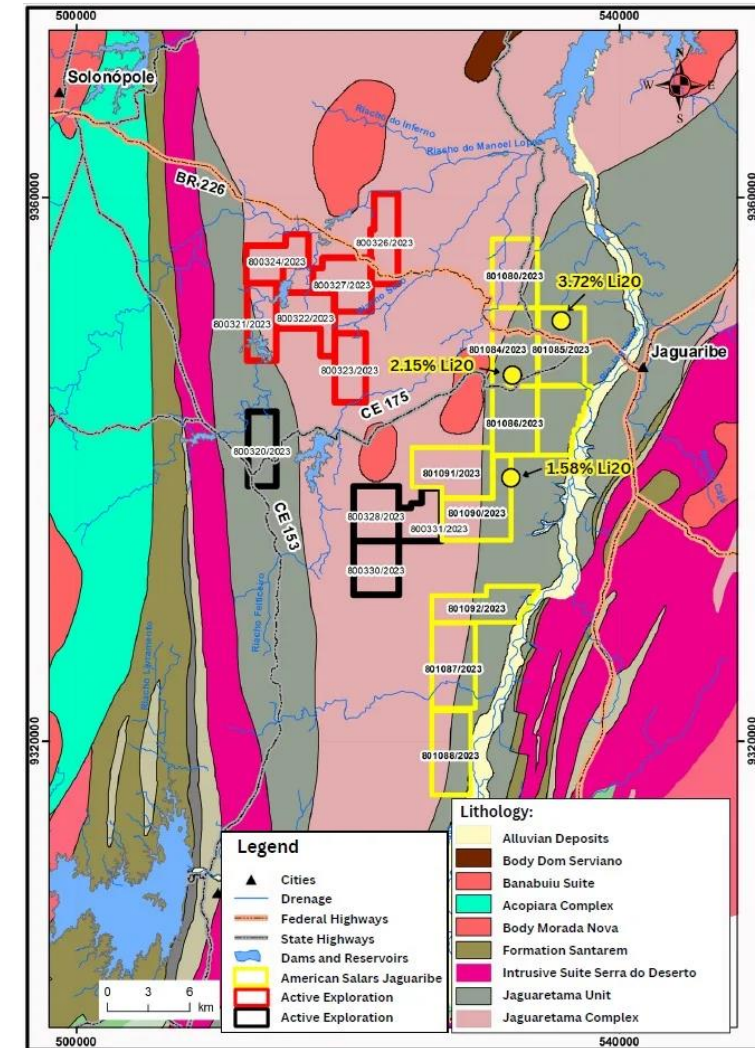 500000
540000
Solonópole
N
W
E
S
Riacho do Inferno
Riacho do Manoel Lopes
BR 226
9360000
9360000
800326/2023
800324/2023
800327/2023
801080/2023
3.72% Li2O
800321/2023
800322/2023
801084/2023
801085/2023
Jaguaribe
800323/2023
2.15% Li2O
CE 175
801086/2023
800320/2023
801091/2023
1.58% Li2O
CE 153
800328/2023
800331/2023
801090/2023
800330/2023
Riacho Feiticeiro
801092/2023
Riacho Livramento
801087/2023
9320000
9320000
801088/2023
Legend
Cities
Drenage
Federal Highways
State Highways
Dams and Reservoirs
American Salars Jaguaribe
Active Exploration
Active Exploration
0 3 6
km
Lithology:
Alluvian Deposits
Body Dom Serviano
Banabuiu Suite
Acopiara Complex
Body Morada Nova
Formation Santarem
Intrusive Suite Serra do Deserto
Jaguaretama Unit
Jaguaretama Complex
500000
540000